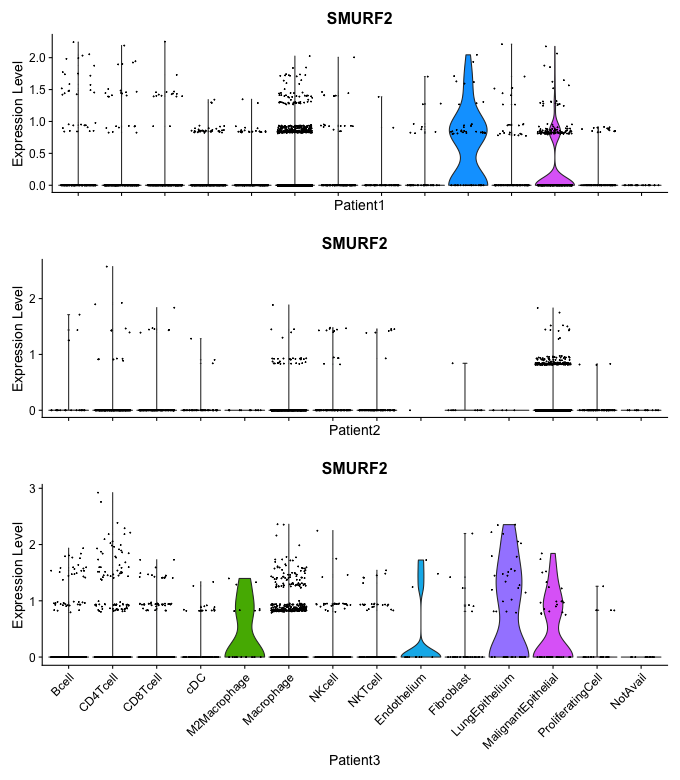 SMURF2
Expression Level
2.0
1.5
1.0
0.5
0.0
Patient1
SMURF2
Expression Level
2
1
0
Patient2
SMURF2
Expression Level
3
2
1
0
Bcell
CD4Tcell
CD8Tcell
cDC
M2Macrophage
Macrophage
NKcell
NKTcell
Endothelium
Fibroblast
LungEpithelium
MalignantEpithelial
ProliferatingCell
NotAvail
Patient3